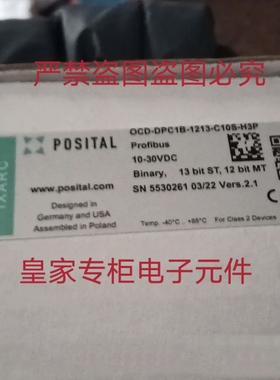 严禁盗图盗图必究
IXARC
POSITAL
www.posital.com
Designed in
Germany and USA
Assembled in Poland
OCD-DPC1B-1213-C10S-H3P
Profibus
10-30VDC
Binary, 13 bit ST, 12 bit MT
SN 5530261 03/22 Vers.2.1
Temp. -40°C .. +85°C For Class 2 Devices
皇家专柜电子元件